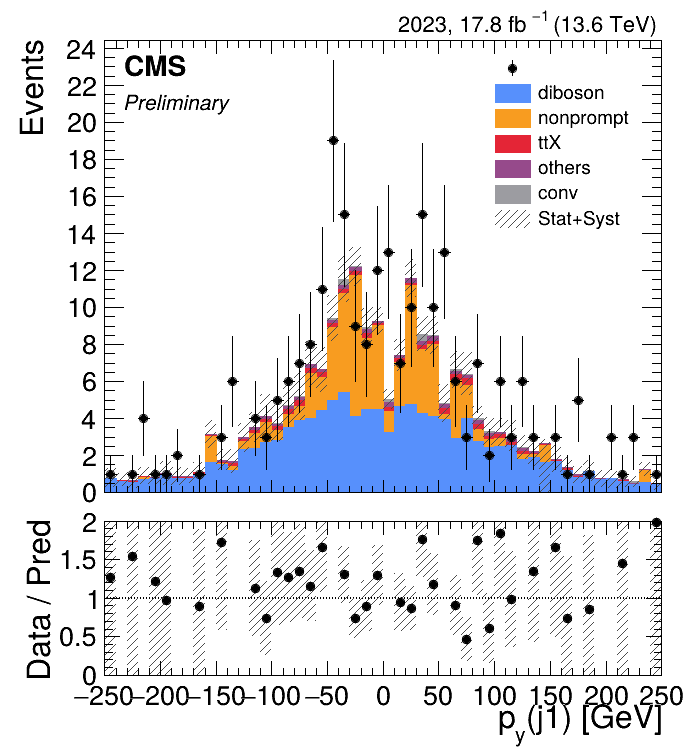 2023, 17.8 fb⁻¹ (13.6 TeV)
CMS
Preliminary
Events
24
22
20
18
16
14
12
10
8
6
4
2
0
diboson
nonprompt
ttX
others
conv
Stat+Syst
Data / Pred
2
1.5
1
0.5
0
−250 −200 −150 −100 −50 0 50 100 150 200 250
p_y(j1) [GeV]